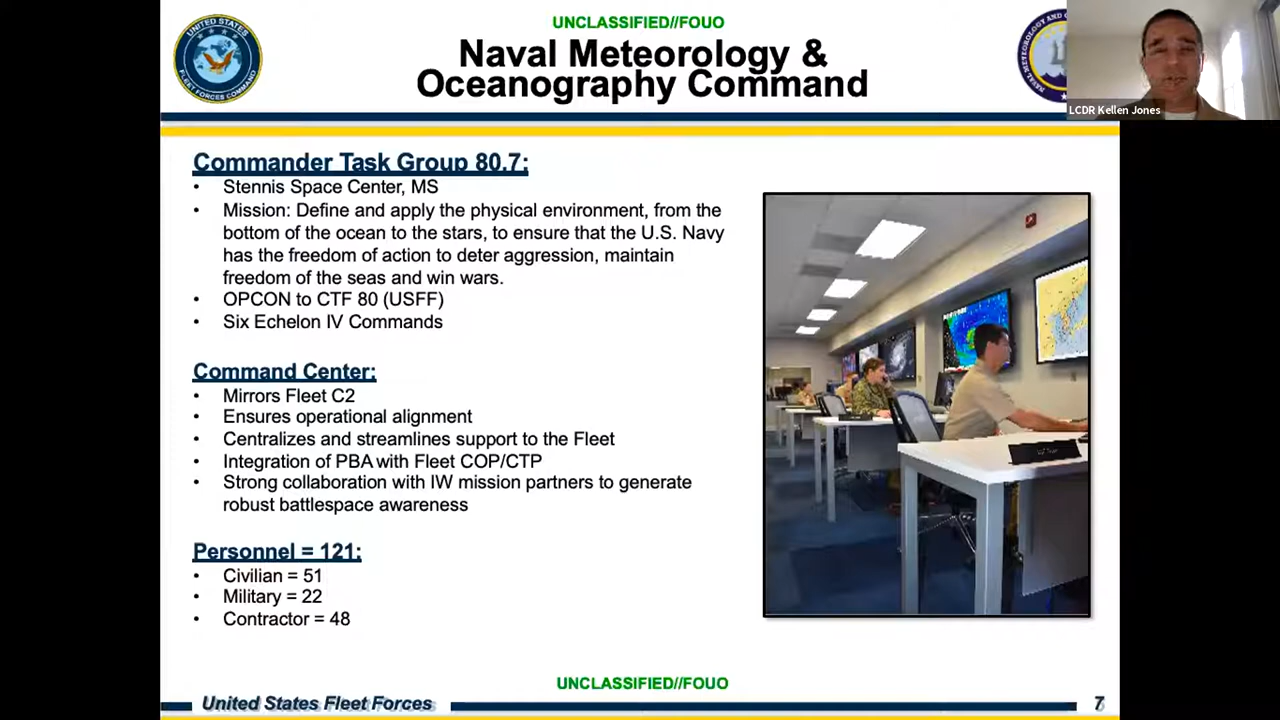 UNCLASSIFIED//FOUO
Naval Meteorology &
Oceanography Command
UNITED STATES
FLEET FORCES COMMAND
LCDR Kellen Jones
Commander Task Group 80.7:
• Stennis Space Center, MS
• Mission: Define and apply the physical environment, from the
bottom of the ocean to the stars, to ensure that the U.S. Navy
has the freedom of action to deter aggression, maintain
freedom of the seas and win wars.
• OPCON to CTF 80 (USFF)
• Six Echelon IV Commands
Command Center:
• Mirrors Fleet C2
• Ensures operational alignment
• Centralizes and streamlines support to the Fleet
• Integration of PBA with Fleet COP/CTP
• Strong collaboration with IW mission partners to generate
robust battlespace awareness
Personnel = 121:
• Civilian = 51
• Military = 22
• Contractor = 48
UNCLASSIFIED//FOUO
United States Fleet Forces
7